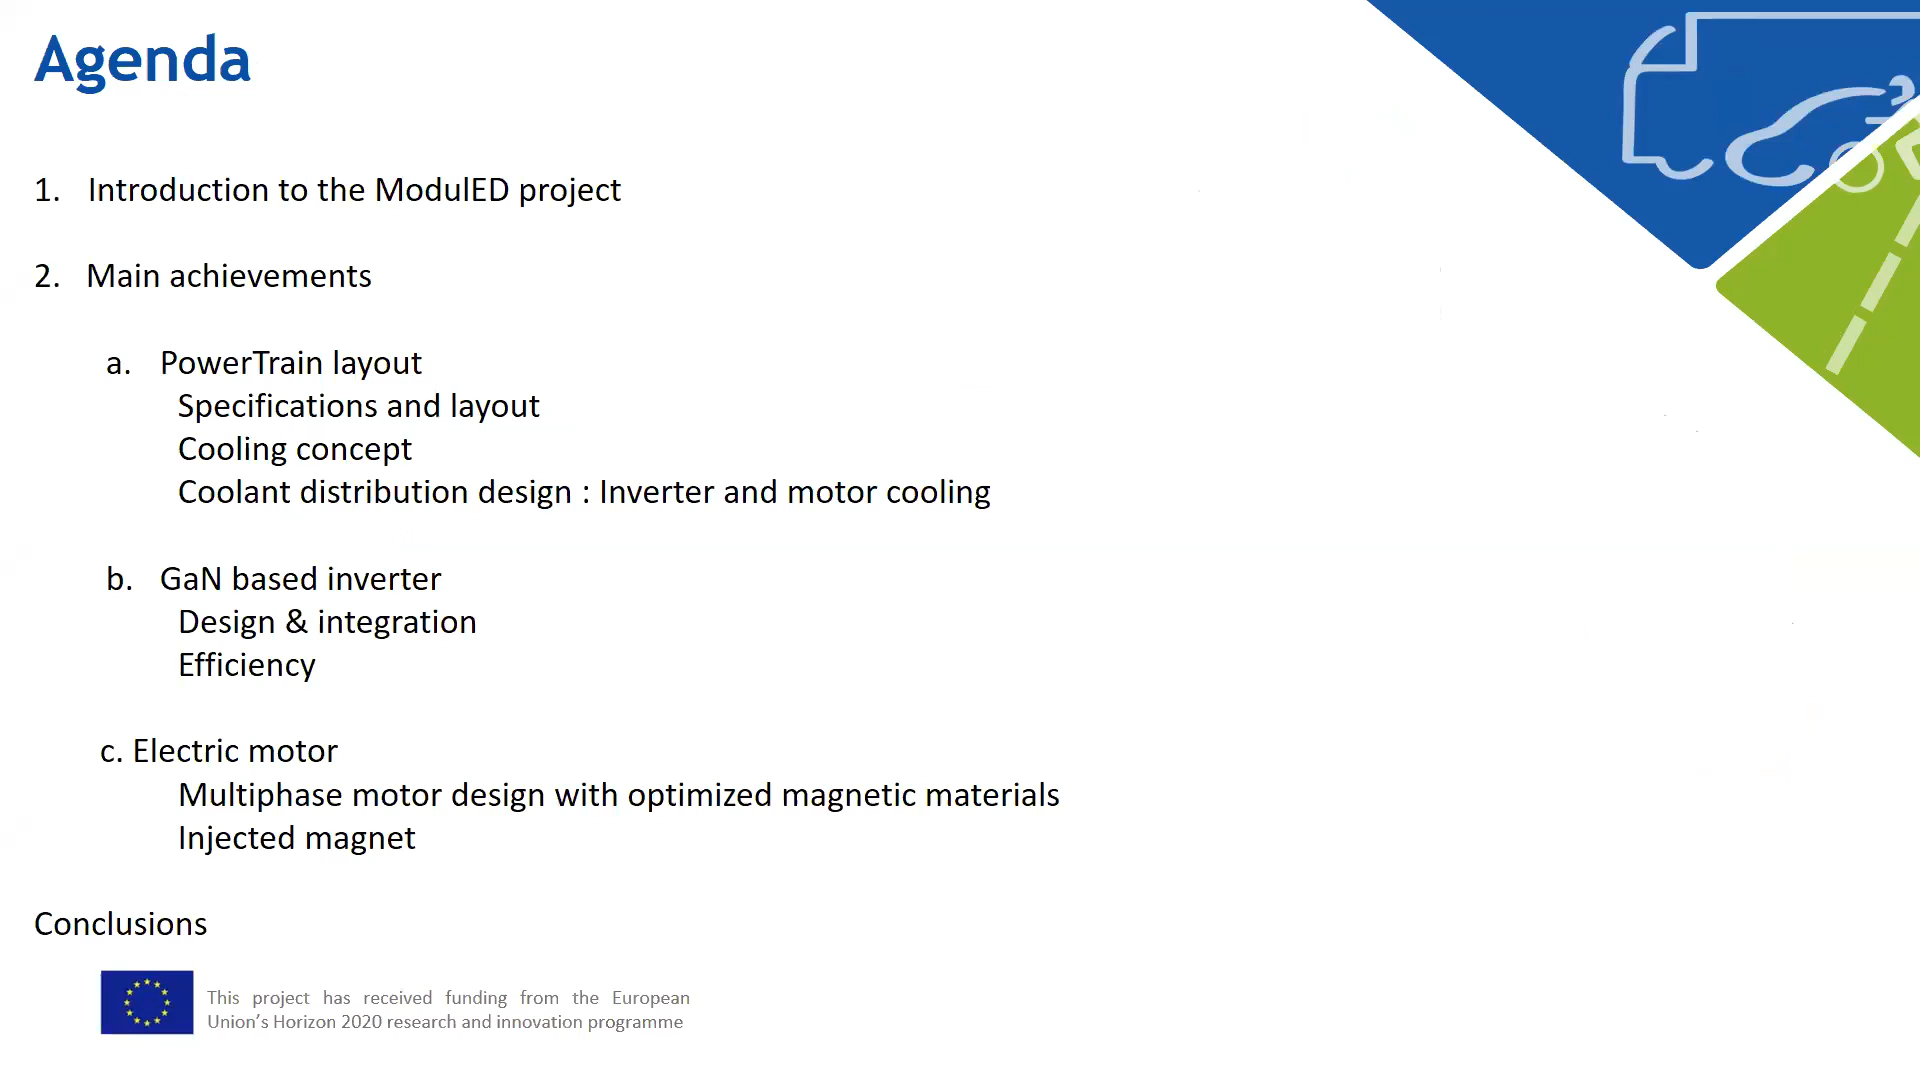 Agenda
1. Introduction to the ModulED project
2. Main achievements
a. PowerTrain layout
Specifications and layout
Cooling concept
Coolant distribution design : Inverter and motor cooling
b. GaN based inverter
Design & integration
Efficiency
c. Electric motor
Multiphase motor design with optimized magnetic materials
Injected magnet
Conclusions
This project has received funding from the European
Union’s Horizon 2020 research and innovation programme